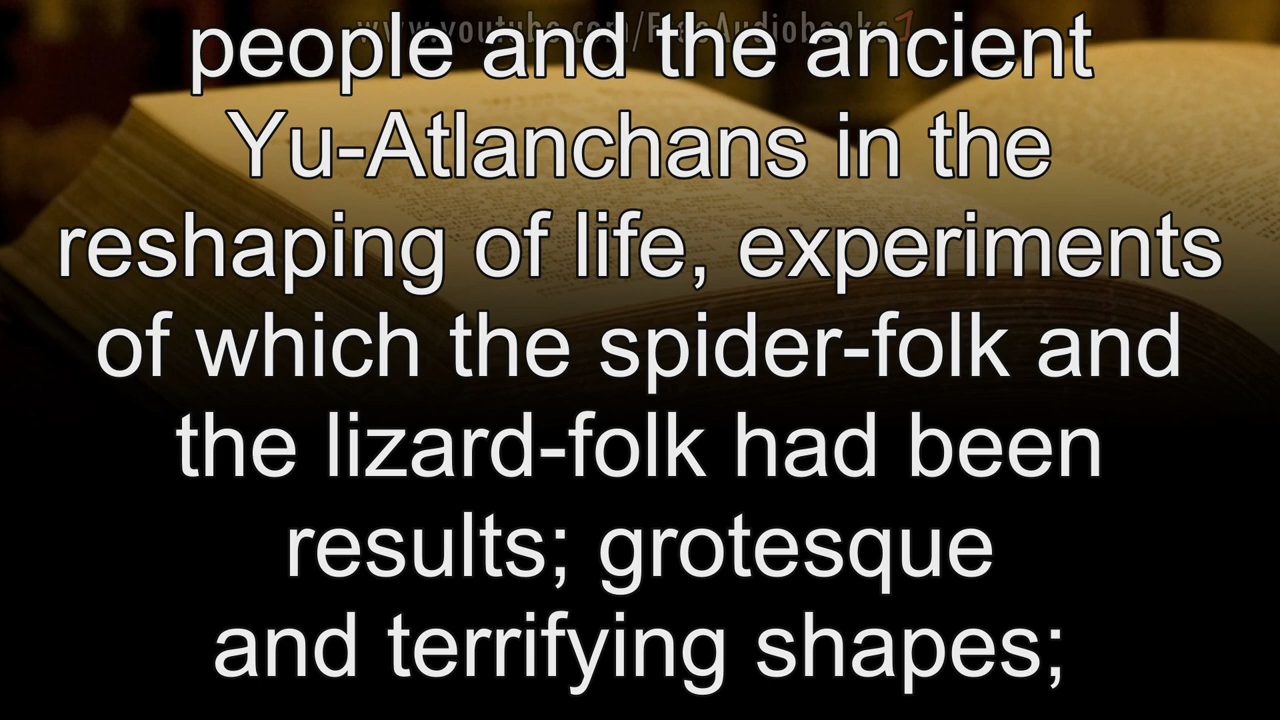 www.youtube.com/FreeAudiobooks1
people and the ancient
Yu-Atlanchans in the
reshaping of life, experiments
of which the spider-folk and
the lizard-folk had been
results; grotesque
and terrifying shapes;